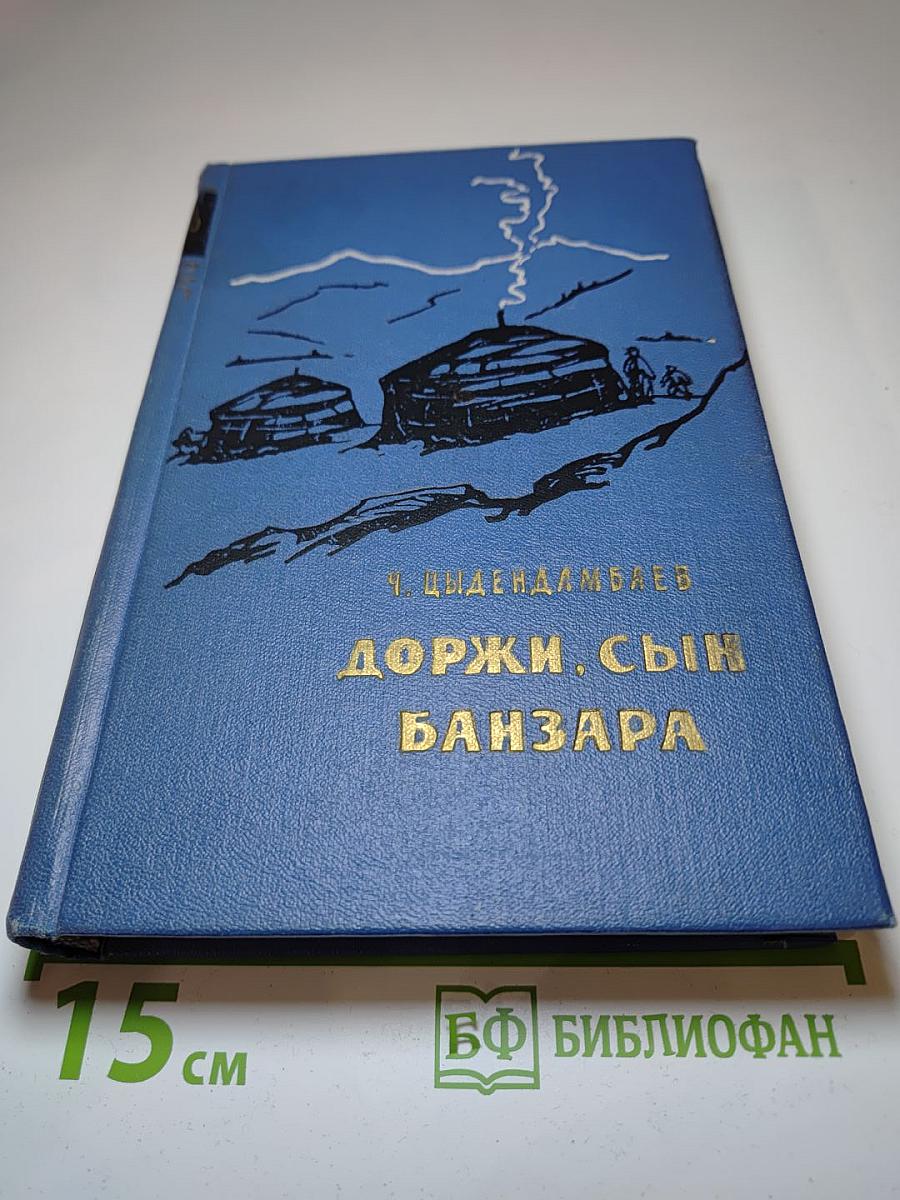 Ч. ЦЫДЕНДАМБАЕВ
ДОРЖИ, СЫН
БАНЗАРА
15 см
БФ БИБЛИОФАН